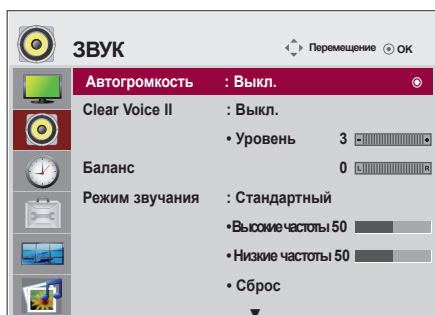 ЗВУК
Перемещение OK
Автогромкость : Выкл.
Clear Voice II : Выкл.
• Уровень 3 - +
Баланс 0 L R
Режим звучания : Стандартный
•Высокие частоты 50
•Низкие частоты 50
• Сброс